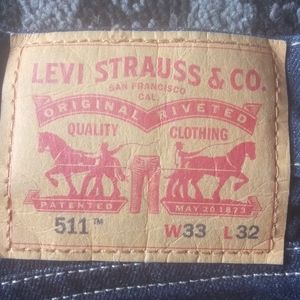 LEVI STRAUSS & CO.
SAN FRANCISCO
CAL.
ORIGINAL RIVETED
QUALITY CLOTHING
PATENTED MAY 20 1873
511™ W33 L32